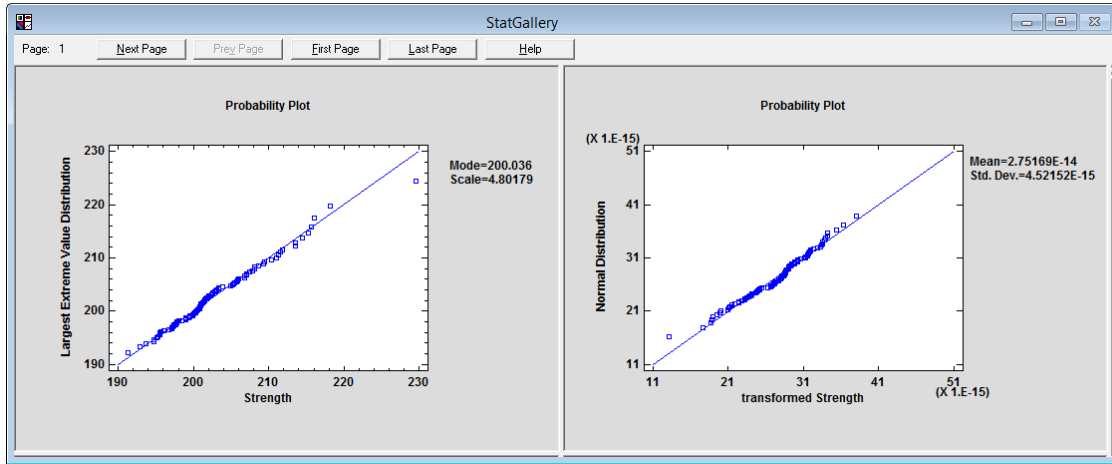 StatGallery
Page: 1 Next Page Prev Page First Page Last Page Help
Probability Plot
Largest Extreme Value Distribution
230
220
210
200
190
190 200 210 220 230
Strength
Mode=200.036
Scale=4.80179
Probability Plot
(X 1.E-15)
Normal Distribution
51
41
31
21
11
11 21 31 41 51
(X 1.E-15)
transformed Strength
Mean=2.75169E-14
Std. Dev.=4.52152E-15